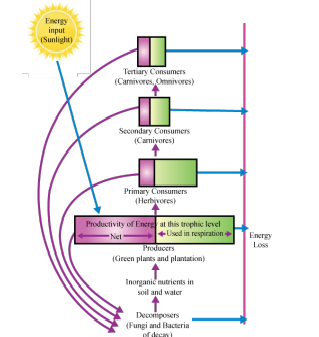 Energy
input
(Sunlight)
Tertiary Consumers
(Carnivores, Omnivores)
Secondary Consumers
(Carnivores)
Primary Consumers
(Herbivores)
Productivity of Energy at this trophic level
Net
Used in respiration
Producers
(Green plants and plantation)
Energy
Loss
Inorganic nutrients in
soil and water
Decomposers
(Fungi and Bacteria
of decay)